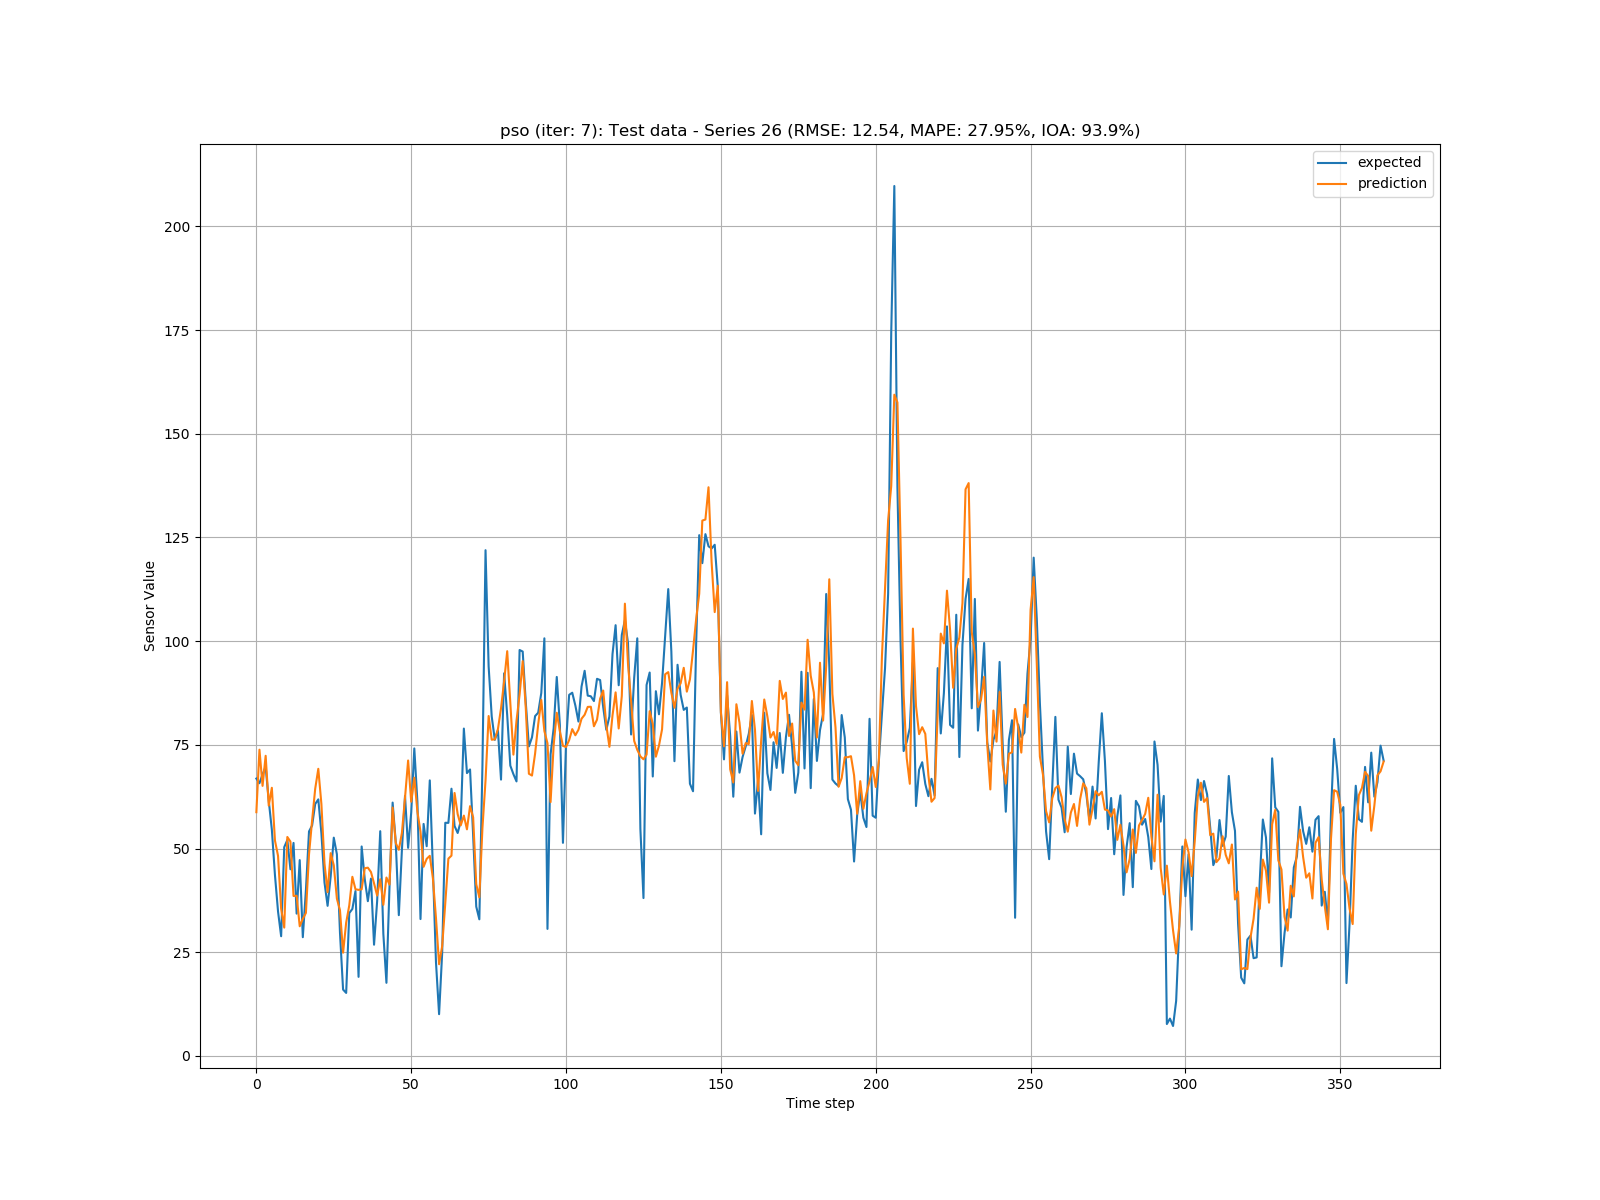 pso (iter: 7): Test data - Series 26 (RMSE: 12.54, MAPE: 27.95%, IOA: 93.9%)
expected
prediction
200
175
150
125
100
75
50
25
0
Sensor Value
0 50 100 150 200 250 300 350
Time step